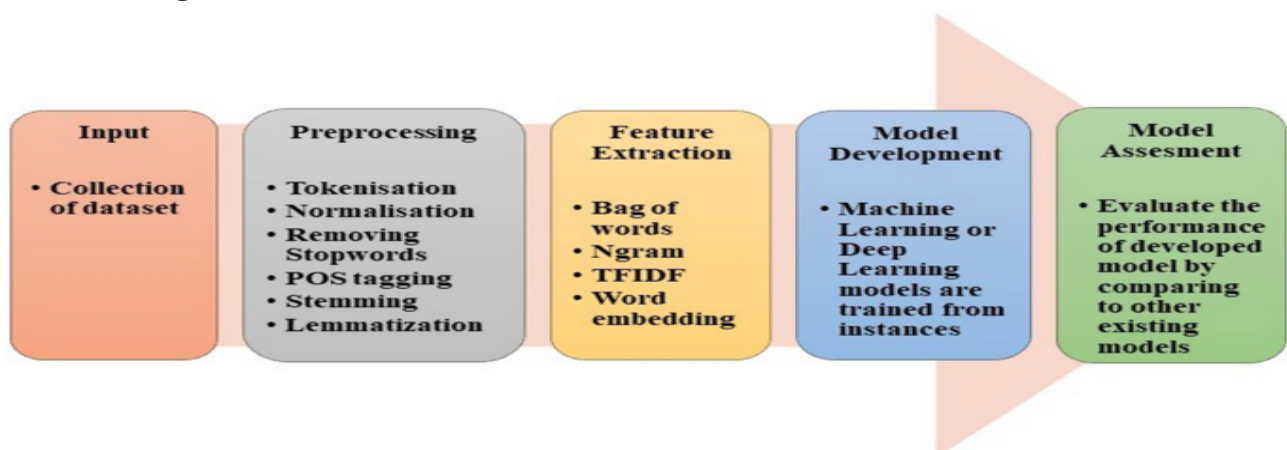 Input
• Collection
of dataset
Preprocessing
• Tokenisation
• Normalisation
• Removing
Stopwords
• POS tagging
• Stemming
• Lemmatization
Feature
Extraction
• Bag of
words
• Ngram
• TFIDF
• Word
embedding
Model
Development
• Machine
Learning or
Deep
Learning
models are
trained from
instances
Model
Assesment
• Evaluate the
performance
of developed
model by
comparing
to other
existing
models